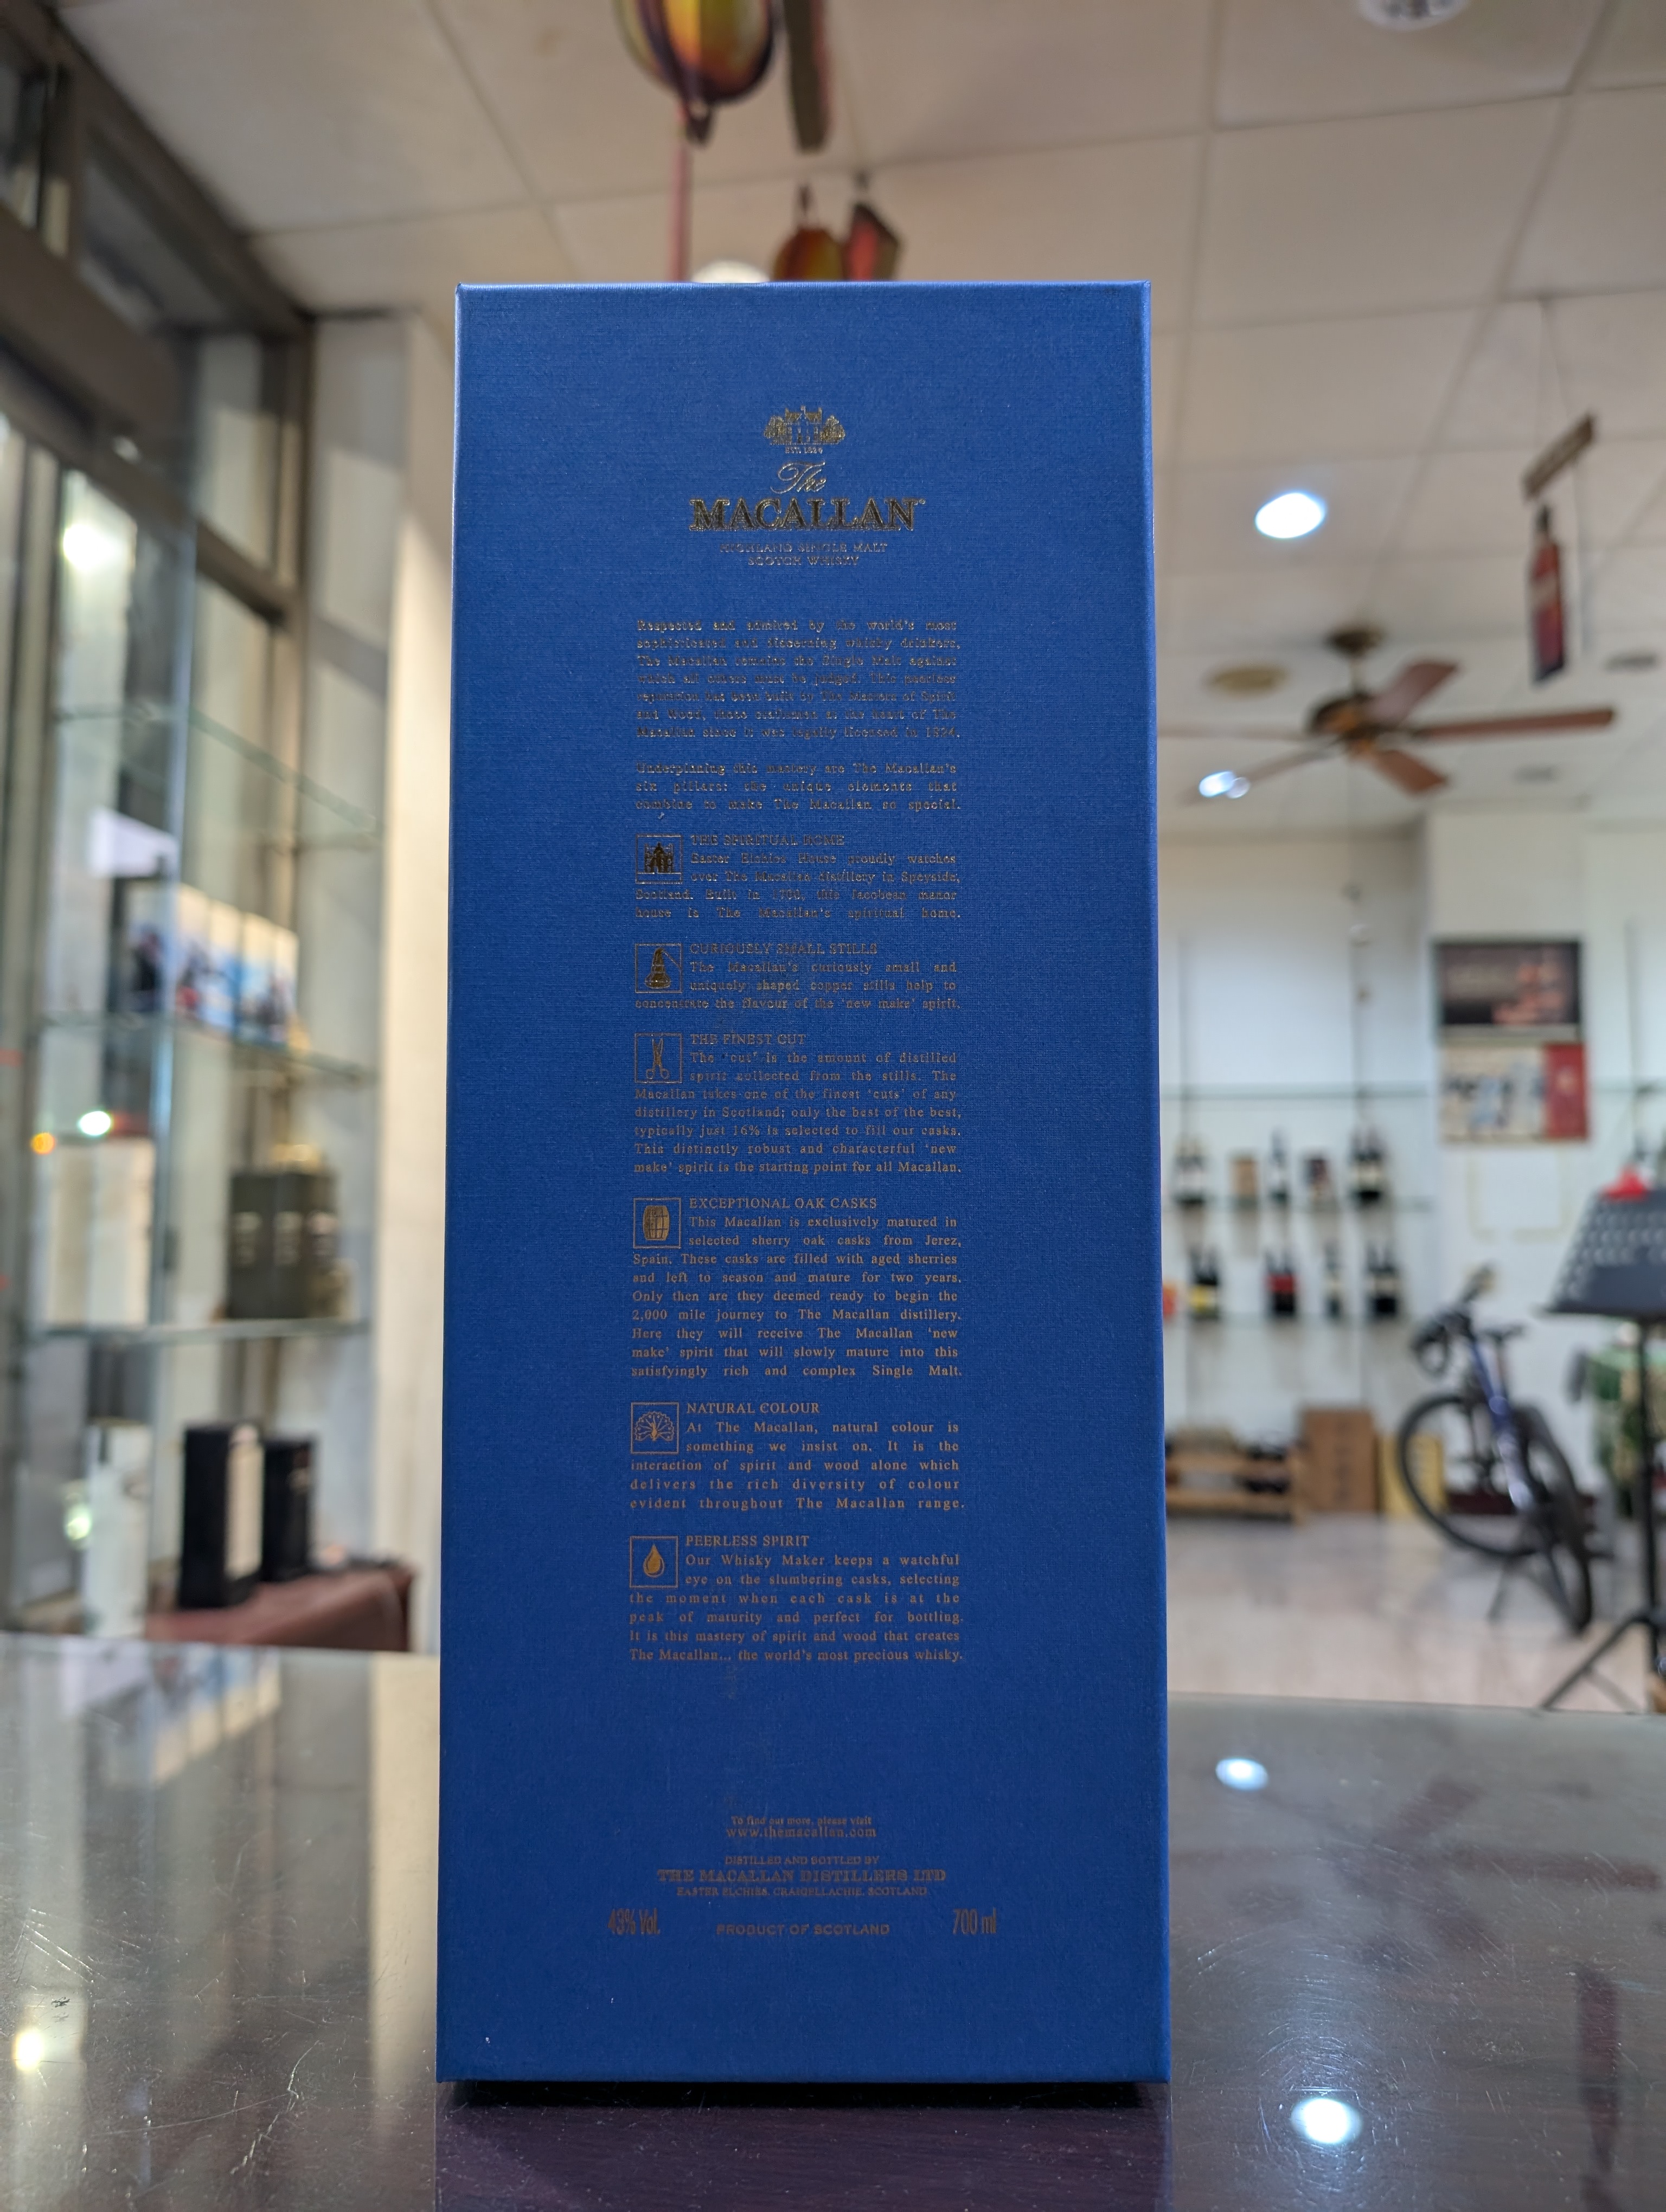 EST. 1824
The
MACALLAN
HIGHLAND SINGLE MALT
SCOTCH WHISKY
Respected and admired by the world's most
sophisticated and discerning whisky drinkers,
The Macallan remains the Single Malt against
which all others must be judged. This peerless
reputation has been built by The Masters of Spirit
and Wood, those craftsmen at the heart of The
Macallan since it was legally licensed in 1824.
Underpinning this mastery are The Macallan's
six pillars: the unique elements that
combine to make The Macallan so special.
THE SPIRITUAL HOME
Easter Elchies House proudly watches
over The Macallan distillery in Speyside,
Scotland. Built in 1700, this Jacobean manor
house is The Macallan's spiritual home.
CURIOUSLY SMALL STILLS
The Macallan's curiously small and
uniquely shaped copper stills help to
concentrate the flavour of the 'new make' spirit.
THE FINEST CUT
The 'cut' is the amount of distilled
spirit collected from the stills. The
Macallan takes one of the finest 'cuts' of any
distillery in Scotland; only the best of the best,
typically just 16% is selected to fill our casks.
This distinctly robust and characterful 'new
make' spirit is the starting point for all Macallan.
EXCEPTIONAL OAK CASKS
This Macallan is exclusively matured in
selected sherry oak casks from Jerez,
Spain. These casks are filled with aged sherries
and left to season and mature for two years.
Only then are they deemed ready to begin the
2,000 mile journey to The Macallan distillery.
Here they will receive The Macallan 'new
make' spirit that will slowly mature into this
satisfyingly rich and complex Single Malt.
NATURAL COLOUR
At The Macallan, natural colour is
something we insist on. It is the
interaction of spirit and wood alone which
delivers the rich diversity of colour
evident throughout The Macallan range.
PEERLESS SPIRIT
Our Whisky Maker keeps a watchful
eye on the slumbering casks, selecting
the moment when each cask is at the
peak of maturity and perfect for bottling.
It is this mastery of spirit and wood that creates
The Macallan... the world's most precious whisky.
To find out more, please visit
www.themacallan.com
DISTILLED AND BOTTLED BY
THE MACALLAN DISTILLERS LTD
EASTER ELCHIES, CRAIGELLACHIE, SCOTLAND
43% Vol. PRODUCT OF SCOTLAND 700 ml